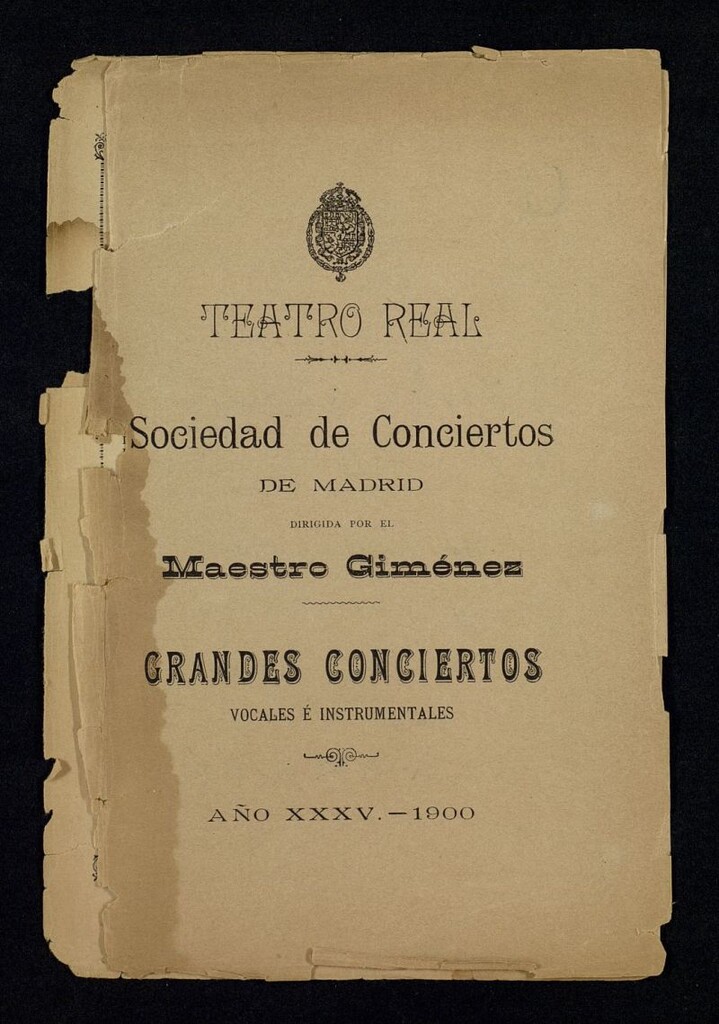 TEATRO REAL
Sociedad de Conciertos
DE MADRID
DIRIGIDA POR EL
Maestro Giménez
GRANDES CONCIERTOS
VOCALES É INSTRUMENTALES
AÑO XXXV.—1900